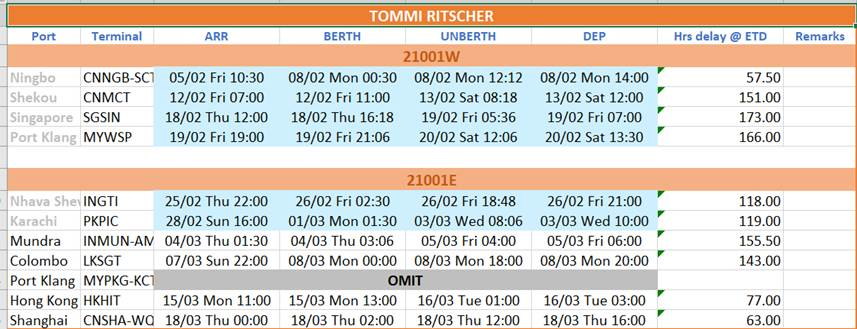 TOMMI RITSCHER
Port Terminal ARR BERTH UNBERTH DEP Hrs delay @ ETD Remarks
21001W
Ningbo CNNGB-SCT 05/02 Fri 10:30 08/02 Mon 00:30 08/02 Mon 12:12 08/02 Mon 14:00 57.50
Shekou CNMCT 12/02 Fri 07:00 12/02 Fri 11:00 13/02 Sat 08:18 13/02 Sat 12:00 151.00
Singapore SGSIN 18/02 Thu 12:00 18/02 Thu 16:18 19/02 Fri 05:36 19/02 Fri 07:00 173.00
Port Klang MYWSP 19/02 Fri 19:00 19/02 Fri 21:06 20/02 Sat 12:06 20/02 Sat 13:30 166.00
21001E
Nhava Shev INGTI 25/02 Thu 22:00 26/02 Fri 02:30 26/02 Fri 18:48 26/02 Fri 21:00 118.00
Karachi PKPIC 28/02 Sun 16:00 01/03 Mon 01:30 03/03 Wed 08:06 03/03 Wed 10:00 119.00
Mundra INMUN-AM 04/03 Thu 01:30 04/03 Thu 03:06 05/03 Fri 04:00 05/03 Fri 06:00 155.50
Colombo LKSGT 07/03 Sun 22:00 08/03 Mon 00:00 08/03 Mon 18:00 08/03 Mon 20:00 143.00
Port Klang MYPKG-KCT OMIT
Hong Kong HKHIT 15/03 Mon 11:00 15/03 Mon 13:00 16/03 Tue 01:00 16/03 Tue 03:00 77.00
Shanghai CNSHA-WQ 18/03 Thu 00:00 18/03 Thu 02:00 18/03 Thu 12:00 18/03 Thu 16:00 63.00